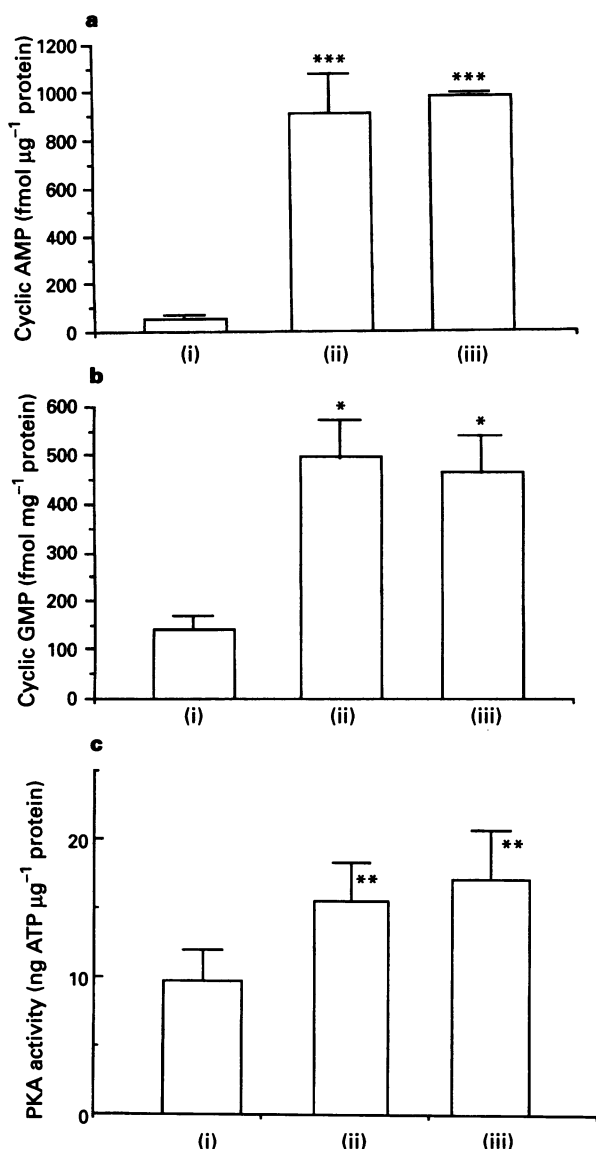 a
Cyclic AMP (fmol µg⁻¹ protein)
1200
1000
800
600
400
200
0
***
***
(i)
(ii)
(iii)
b
Cyclic GMP (fmol mg⁻¹ protein)
600
500
400
300
200
100
0
*
*
(i)
(ii)
(iii)
c
PKA activity (ng ATP µg⁻¹ protein)
20
10
0
**
**
(i)
(ii)
(iii)